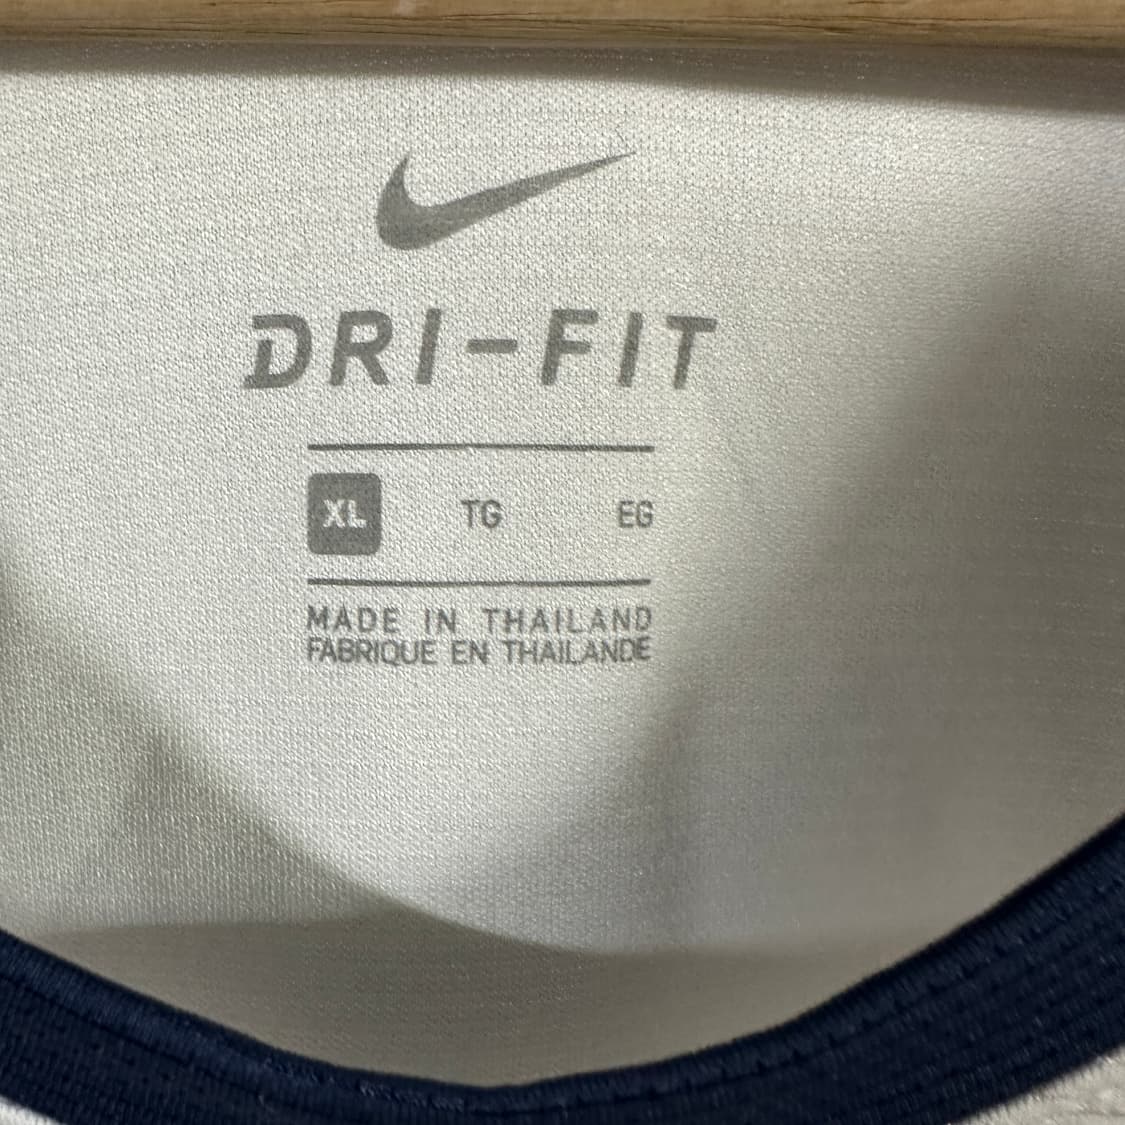 DRI-FIT
XL TG EG
MADE IN THAILAND
FABRIQUE EN THAILANDE